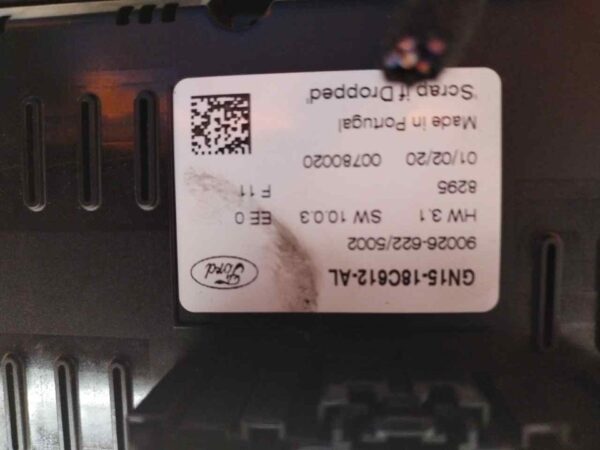 Ford
GN15-18C612-AL
90026-622/5002
HW 3.1 SW 10.0.3 EE 0
8295 F 11
01/02/20 00780020
Made in Portugal
"Scrap if Dropped"